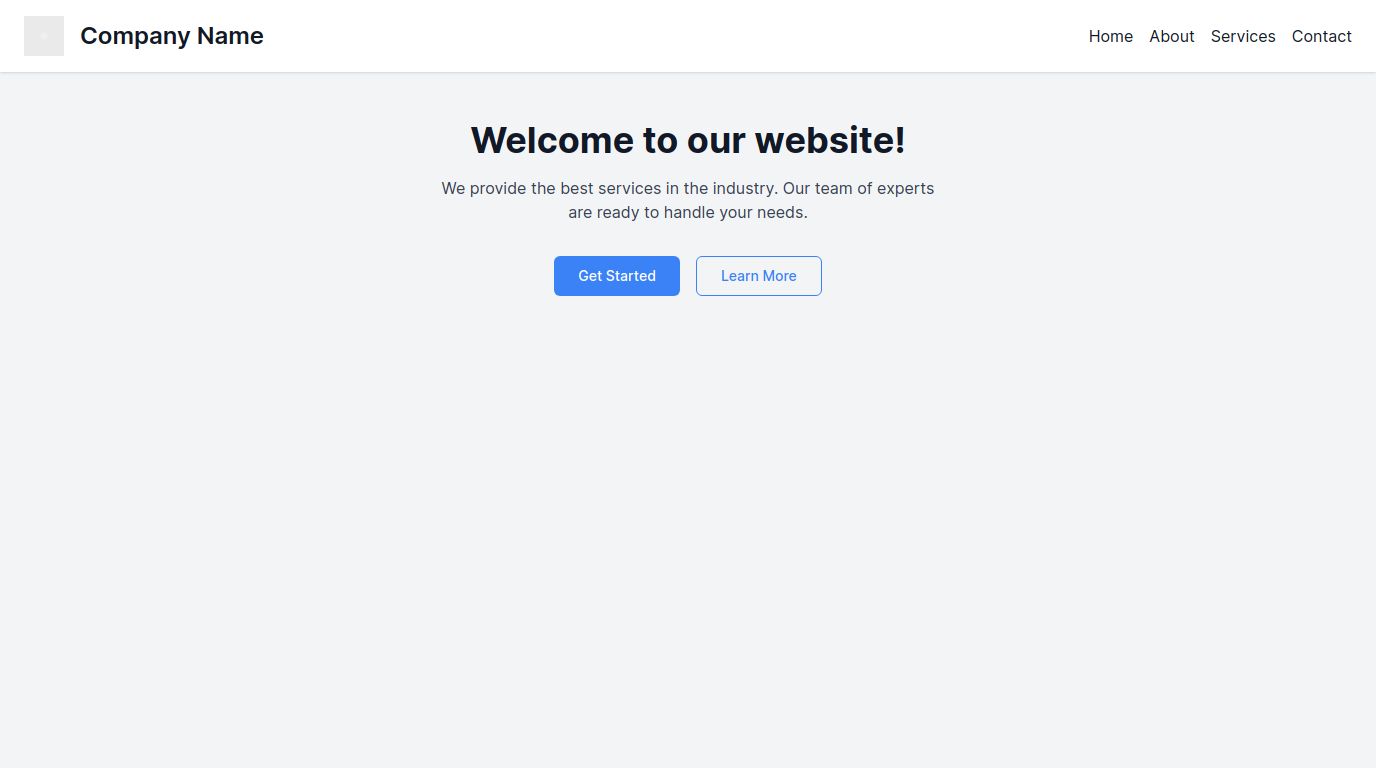 Company Name
Home About Services Contact
Welcome to our website!
We provide the best services in the industry. Our team of experts
are ready to handle your needs.
Get Started Learn More